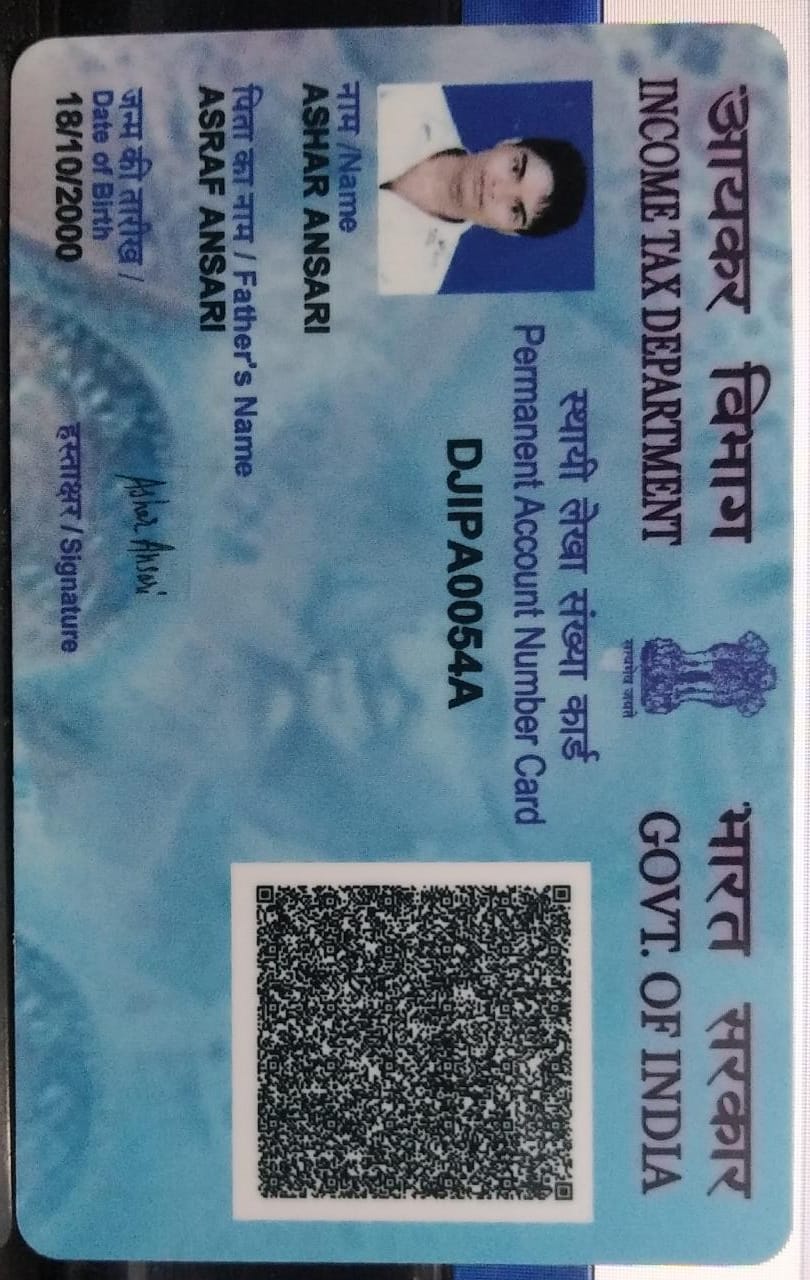 आयकर विभाग
INCOME TAX DEPARTMENT
सत्यमेव जयते
भारत सरकार
GOVT. OF INDIA
स्थायी लेखा संख्या कार्ड
Permanent Account Number Card
DJIPA0054A
नाम /Name
ASHAR ANSARI
पिता का नाम / Father's Name
ASRAF ANSARI
जन्म की तारीख /
Date of Birth
18/10/2000
Ashar Ansari
हस्ताक्षर / Signature